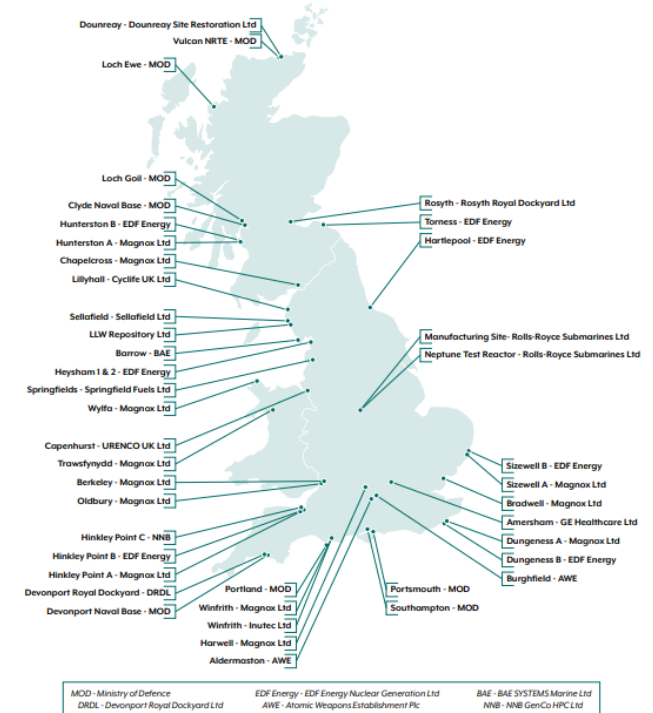 Dounreay - Dounreay Site Restoration Ltd
Vulcan NRTE - MOD
Loch Ewe - MOD
Loch Goil - MOD
Clyde Naval Base - MOD
Hunterston B - EDF Energy
Hunterston A - Magnox Ltd
Chapelcross - Magnox Ltd
Lillyhall - Cyclife UK Ltd
Sellafield - Sellafield Ltd
LLW Repository Ltd
Barrow - BAE
Heysham 1 & 2 - EDF Energy
Springfields - Springfield Fuels Ltd
Wylfa - Magnox Ltd
Capenhurst - URENCO UK Ltd
Trawsfynydd - Magnox Ltd
Berkeley - Magnox Ltd
Oldbury - Magnox Ltd
Hinkley Point C - NNB
Hinkley Point B - EDF Energy
Hinkley Point A - Magnox Ltd
Devonport Royal Dockyard - DRDL
Devonport Naval Base - MOD
Portland - MOD
Winfrith - Magnox Ltd
Winfrith - Inutec Ltd
Harwell - Magnox Ltd
Aldermaston - AWE
Rosyth - Rosyth Royal Dockyard Ltd
Torness - EDF Energy
Hartlepool - EDF Energy
Manufacturing Site- Rolls-Royce Submarines Ltd
Neptune Test Reactor - Rolls-Royce Submarines Ltd
Sizewell B - EDF Energy
Sizewell A - Magnox Ltd
Bradwell - Magnox Ltd
Amersham - GE Healthcare Ltd
Dungeness A - Magnox Ltd
Dungeness B - EDF Energy
Burghfield - AWE
Portsmouth - MOD
Southampton - MOD
MOD - Ministry of Defence
DRDL - Devonport Royal Dockyard Ltd
EDF Energy - EDF Energy Nuclear Generation Ltd
AWE - Atomic Weapons Establishment Plc
BAE - BAE SYSTEMS Marine Ltd
NNB - NNB GenCo HPC Ltd